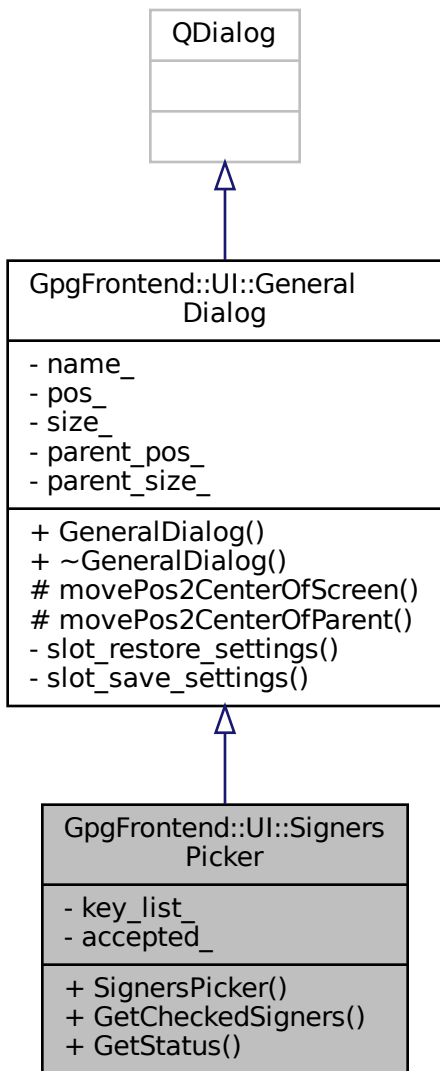 QDialog
GpgFrontend::UI::General
Dialog
- name_
- pos_
- size_
- parent_pos_
- parent_size_
+ GeneralDialog()
+ ~GeneralDialog()
# movePos2CenterOfScreen()
# movePos2CenterOfParent()
- slot_restore_settings()
- slot_save_settings()
GpgFrontend::UI::Signers
Picker
- key_list_
- accepted_
+ SignersPicker()
+ GetCheckedSigners()
+ GetStatus()